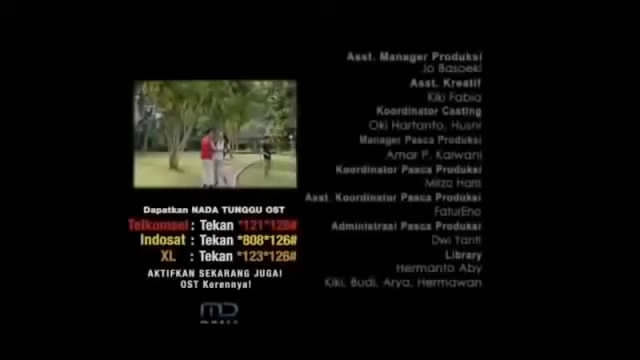 Asst. Manager Produksi
Jo Basoeki
Asst. Kreatif
Kiki Fabia
Koordinator Casting
Oki Hartanto, Husni
Manager Pasca Produksi
Amar P. Kalwani
Koordinator Pasca Produksi
Mirza Haris
Asst. Koordinator Pasca Produksi
FaturEno
Administrasi Pasca Produksi
Dwi Yanti
Library
Hermanto Aby
Kiki, Budi, Arya, Hermawan
Dapatkan NADA TUNGGU OST
Telkomsel : Tekan *121*128#
Indosat : Tekan *808*126#
XL : Tekan *123*126#
AKTIFKAN SEKARANG JUGA!
OST Kerennya!
MD